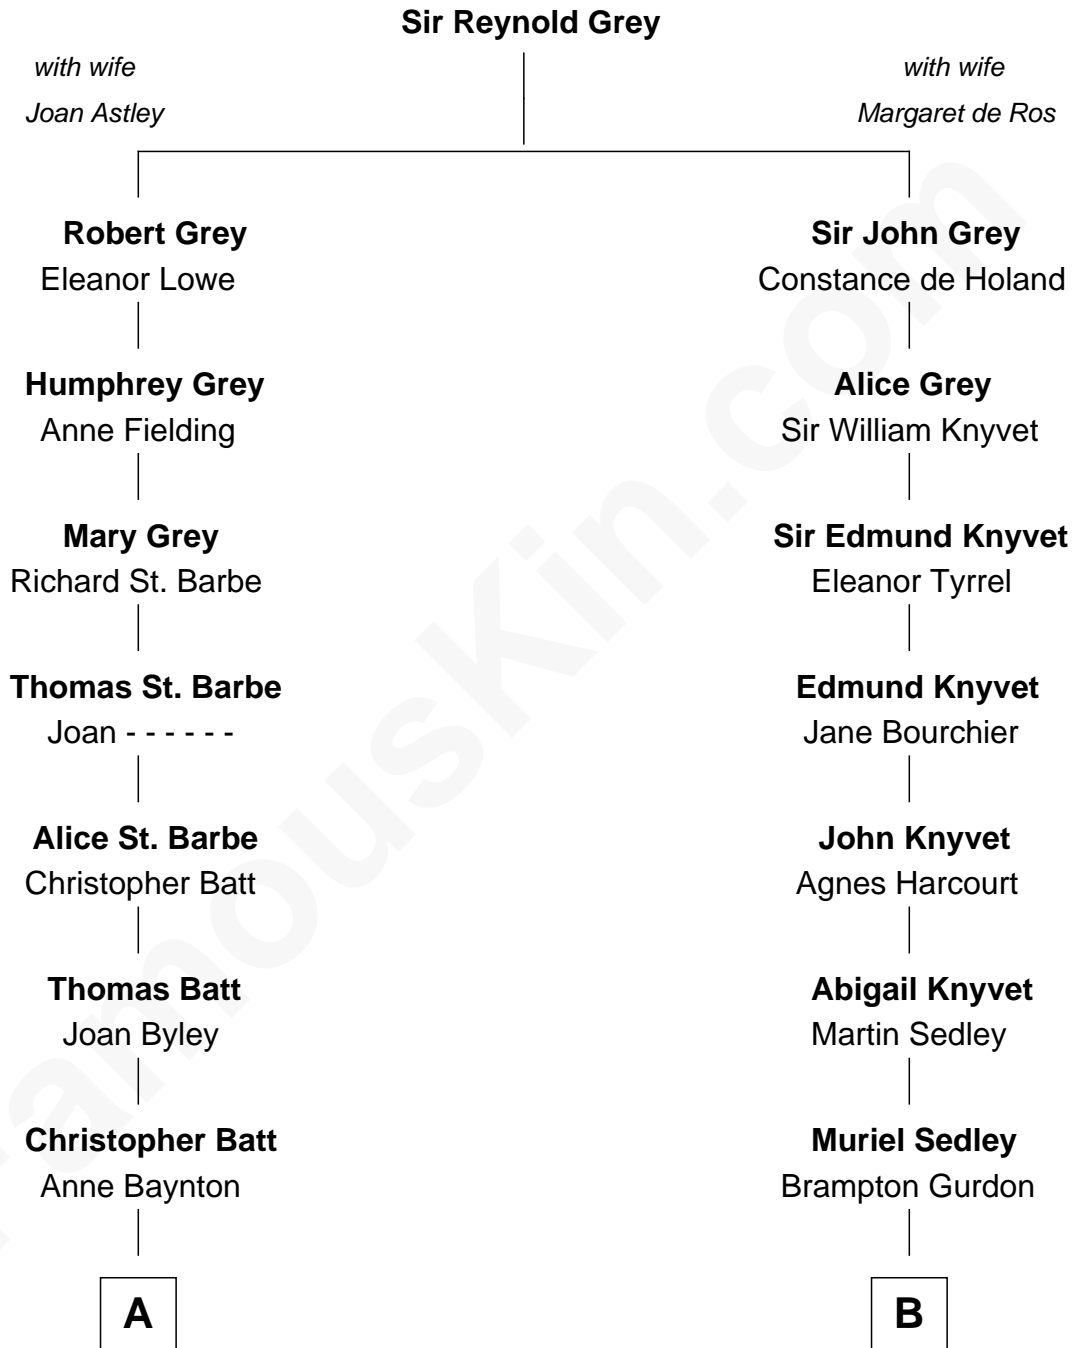 Sir Reynold Grey
with wife
Joan Astley
with wife
Margaret de Ros
Robert Grey
Eleanor Lowe
Sir John Grey
Constance de Holand
Humphrey Grey
Anne Fielding
Alice Grey
Sir William Knyvet
Mary Grey
Richard St. Barbe
Sir Edmund Knyvet
Eleanor Tyrrel
Thomas St. Barbe
Joan - - - - - -
Edmund Knyvet
Jane Bourchier
Alice St. Barbe
Christopher Batt
John Knyvet
Agnes Harcourt
Thomas Batt
Joan Byley
Abigail Knyvet
Martin Sedley
Christopher Batt
Anne Baynton
Muriel Sedley
Brampton Gurdon
A
B
FamousKin.com